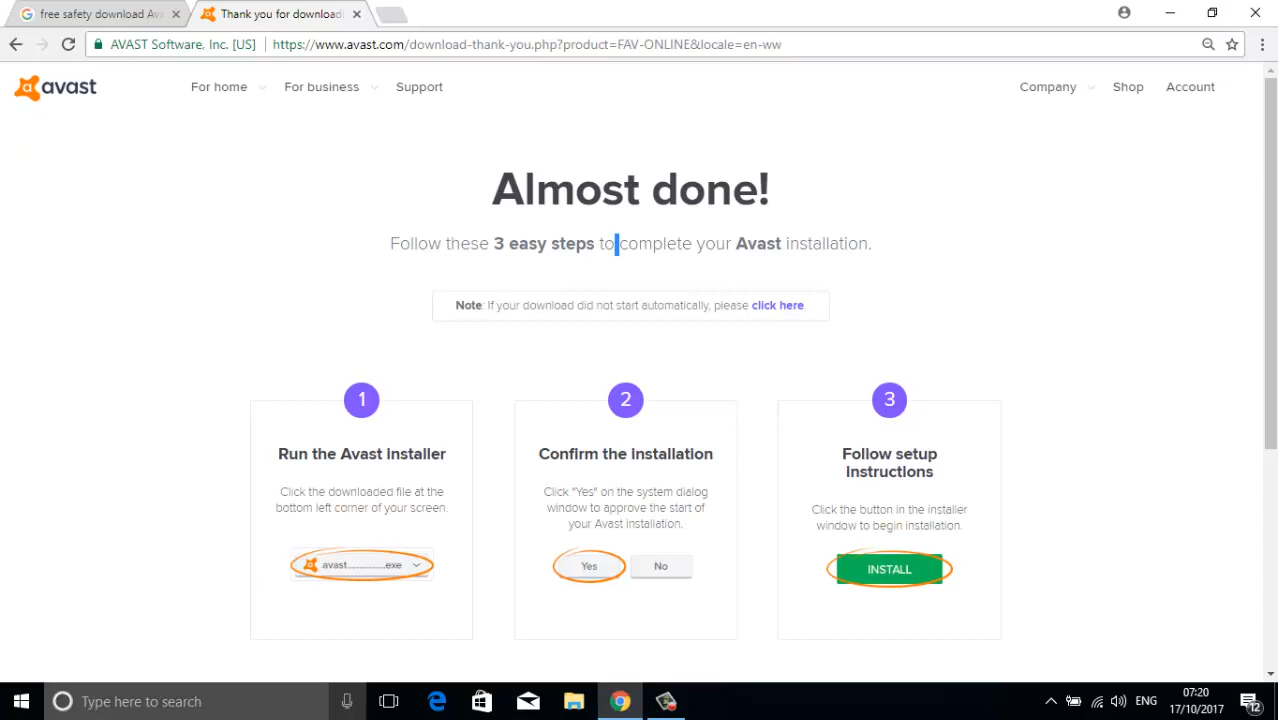 free safety download Ava
Thank you for downloadi
AVAST Software, Inc. [US]
https://www.avast.com/download-thank-you.php?product=FAV-ONLINE&locale=en-ww
avast
For home
For business
Support
Company
Shop
Account
Almost done!
Follow these 3 easy steps to complete your Avast installation.
Note: If your download did not start automatically, please click here.
1
Run the Avast installer
Click the downloaded file at the
bottom left corner of your screen.
avast...............exe
2
Confirm the installation
Click "Yes" on the system dialog
window to approve the start of
your Avast installation.
Yes
No
3
Follow setup
instructions
Click the button in the installer
window to begin installation.
INSTALL
Type here to search
ENG
07:20
17/10/2017
12